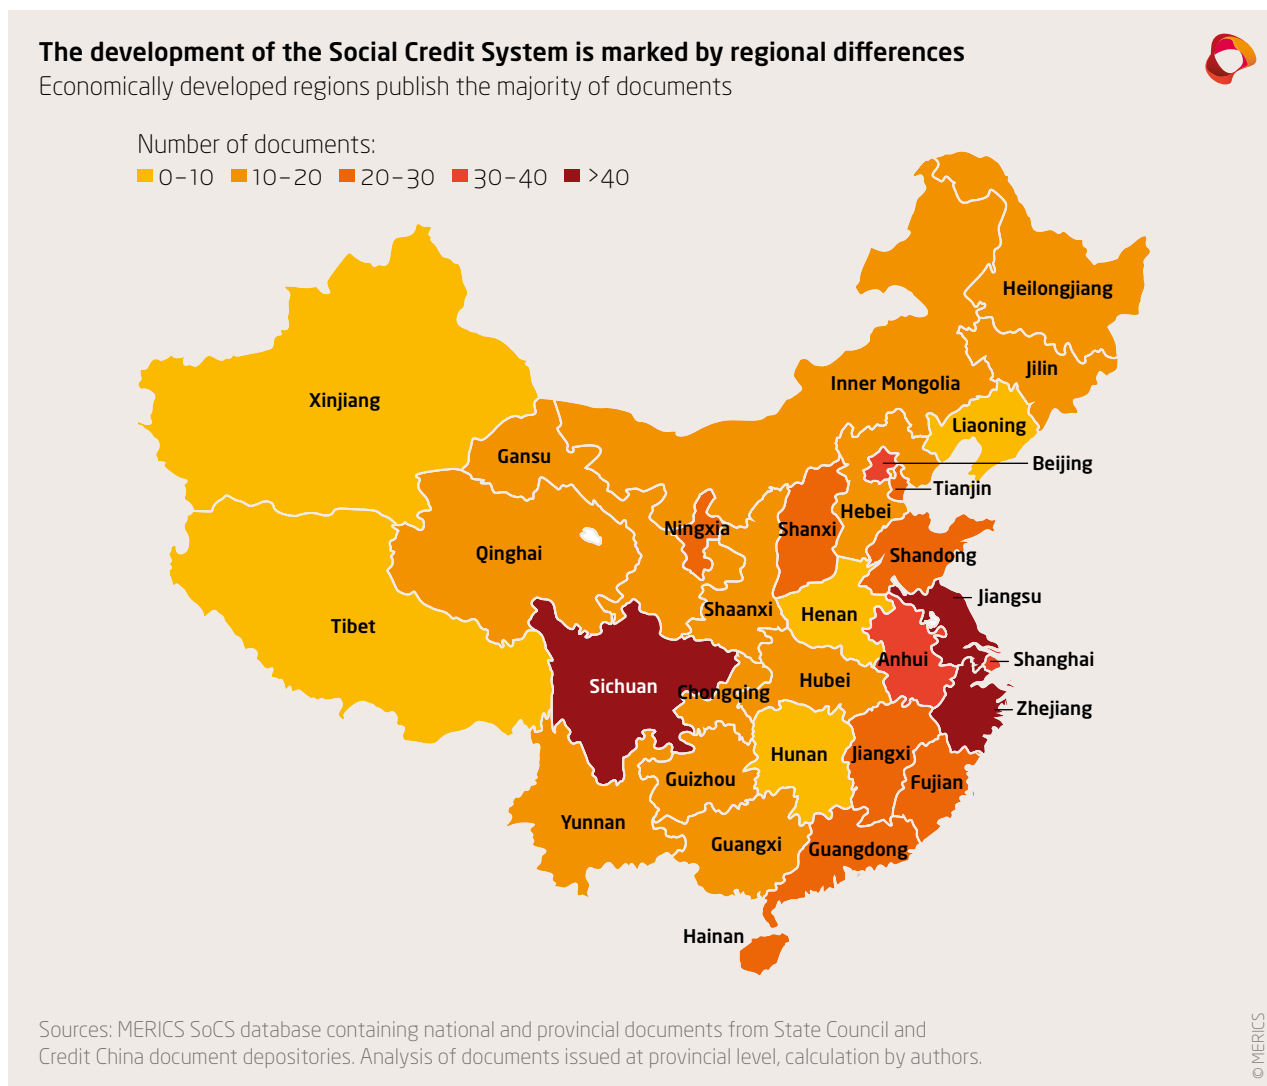 The development of the Social Credit System is marked by regional differences
Economically developed regions publish the majority of documents
Number of documents:
0–10 10–20 20–30 30–40 >40
Heilongjiang
Jilin
Inner Mongolia
Xinjiang
Liaoning
Gansu
Beijing
Tianjin
Hebei
Ningxia
Shanxi
Qinghai
Shandong
Jiangsu
Shaanxi
Henan
Tibet
Anhui
Shanghai
Hubei
Sichuan
Chongqing
Zhejiang
Hunan
Jiangxi
Guizhou
Fujian
Yunnan
Guangxi
Guangdong
Hainan
Sources: MERICS SoCS database containing national and provincial documents from State Council and
Credit China document depositories. Analysis of documents issued at provincial level, calculation by authors.
© MERICS